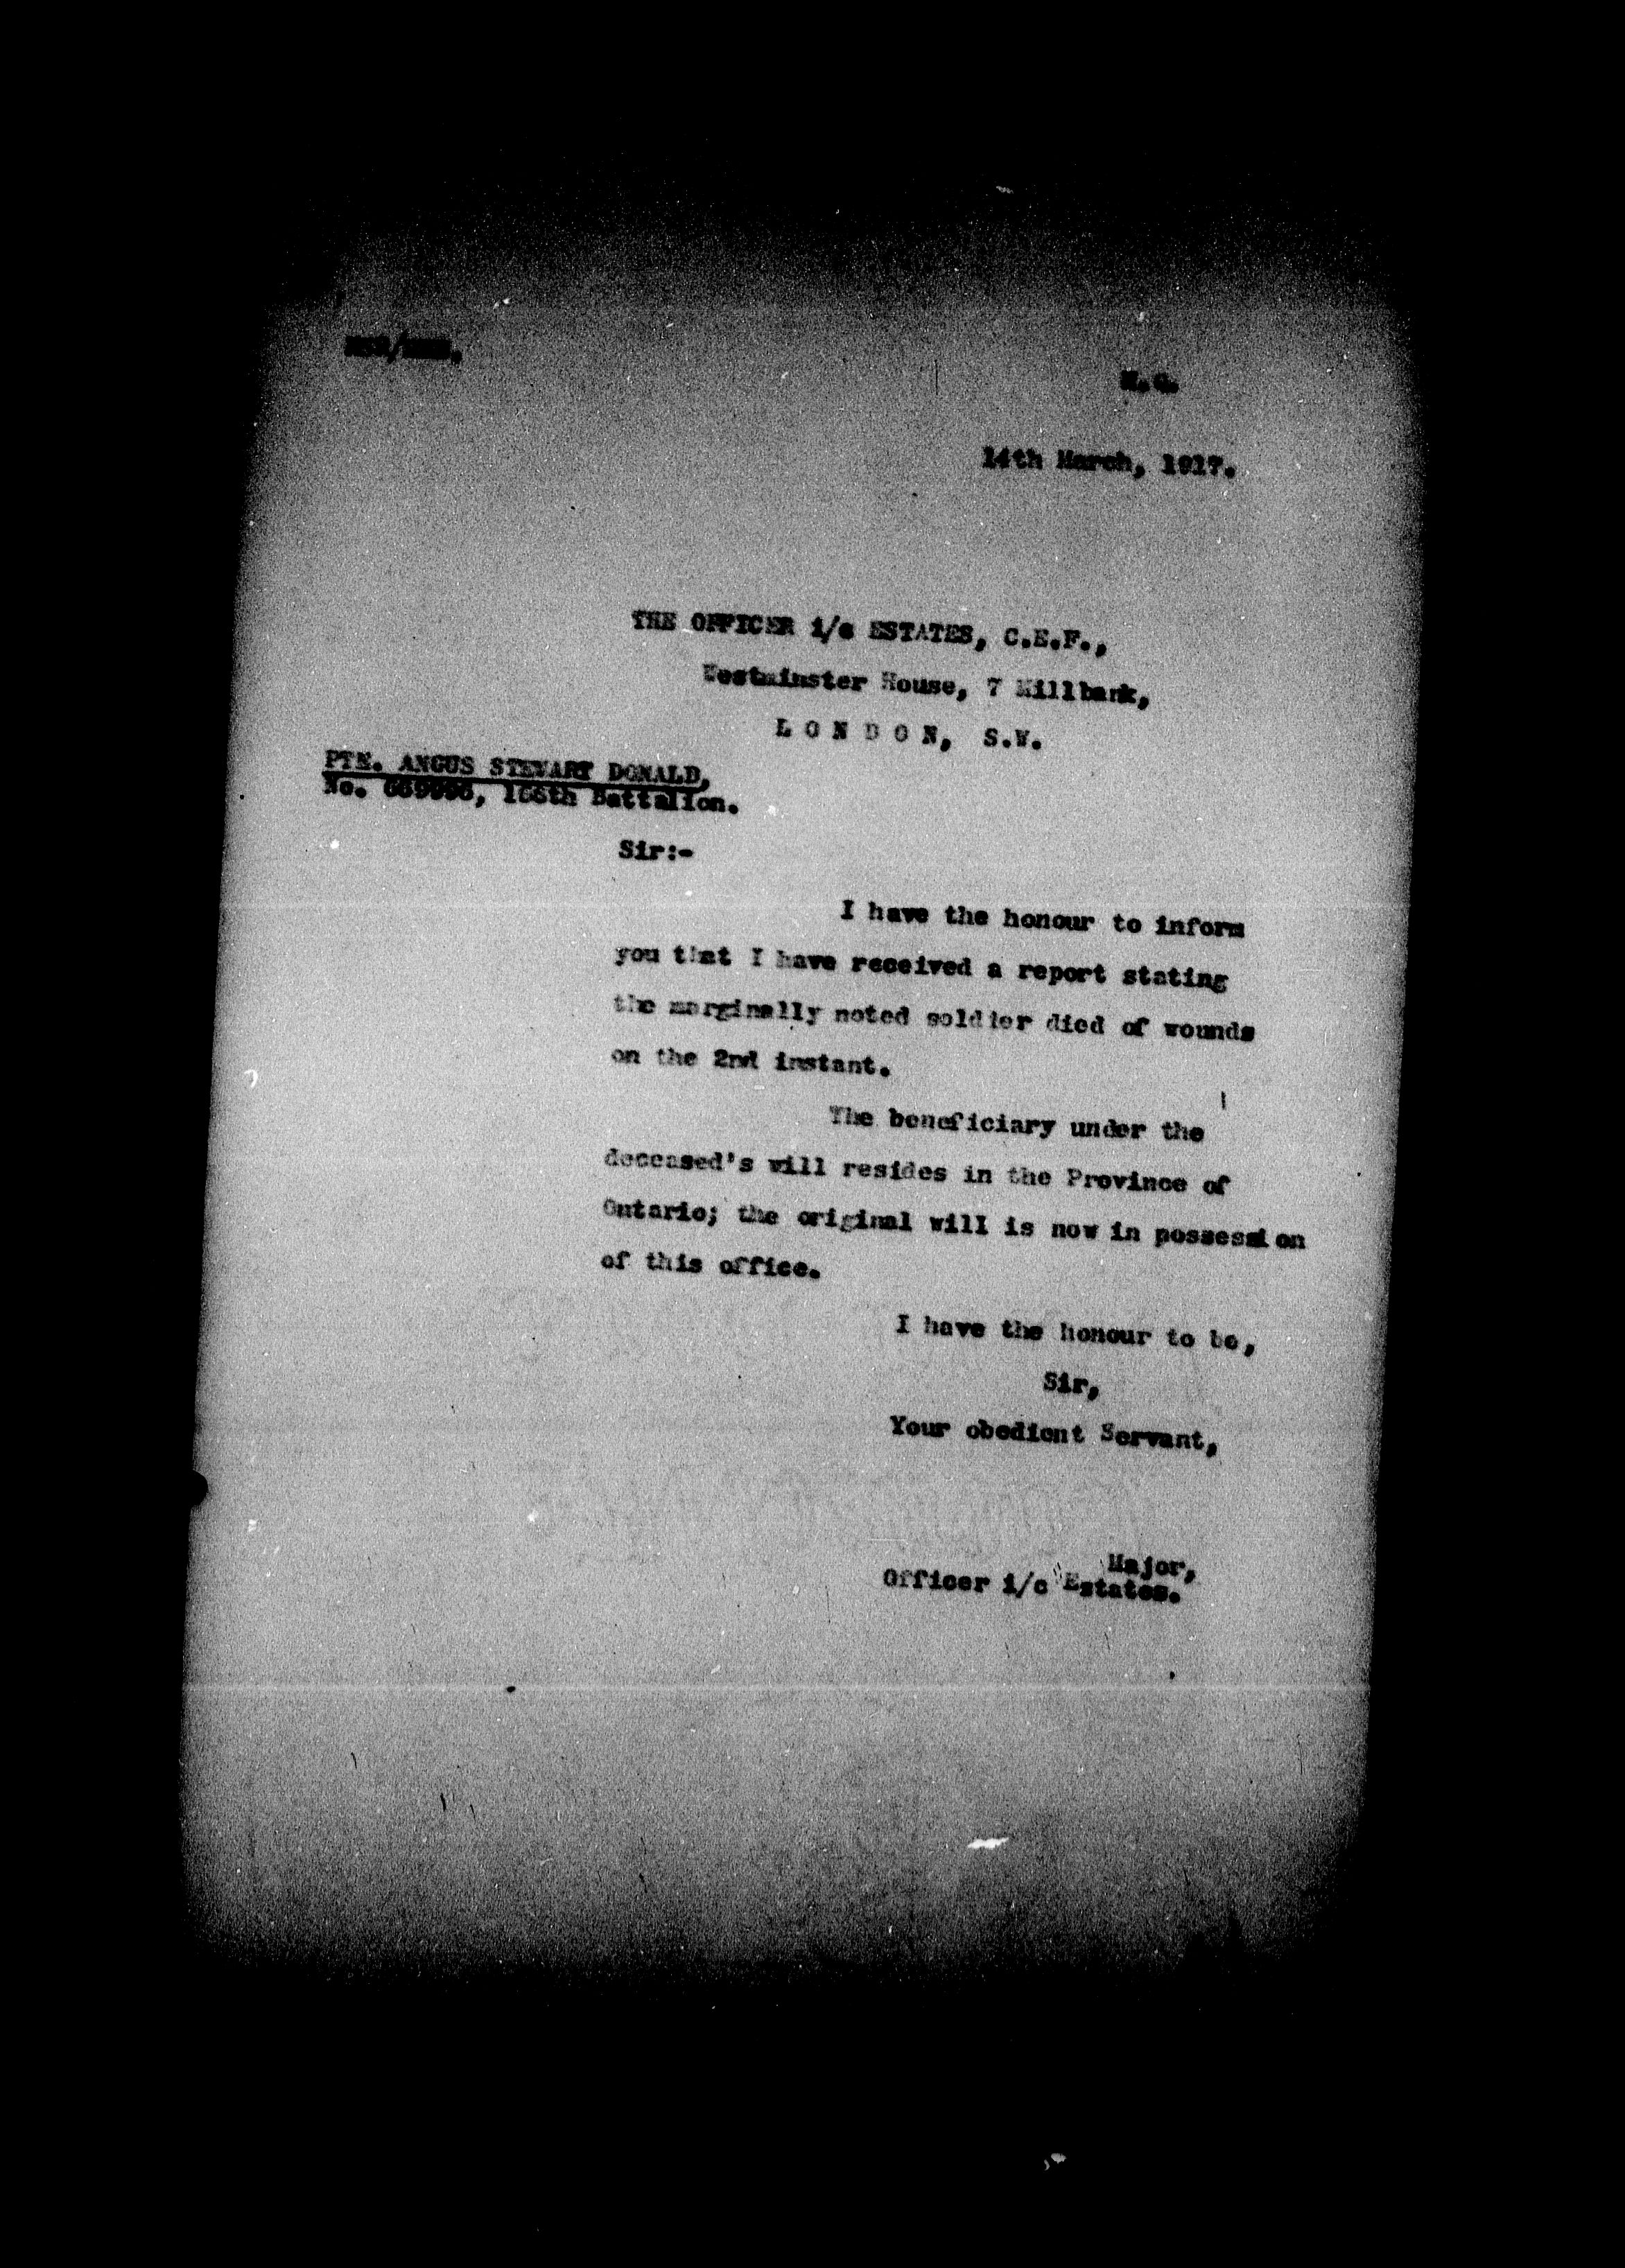 H.Q.
14th March, 1917.
THE OFFICER i/c ESTATES, C.E.F.,
Westminster House, 7 Millbank,
L O N D O N, S.W.
PTE. ANGUS STEWART DONALD,
No. Battalion.
Sir:-
I have the honour to inform
you that I have received a report stating
the marginally noted soldier died of wounds
on the 2nd instant.
The beneficiary under the
deceased's will resides in the Province of
Ontario; the original will is now in possession
of this office.
I have the honour to be,
Sir,
Your obedient Servant,
Major,
Officer i/c Estates.